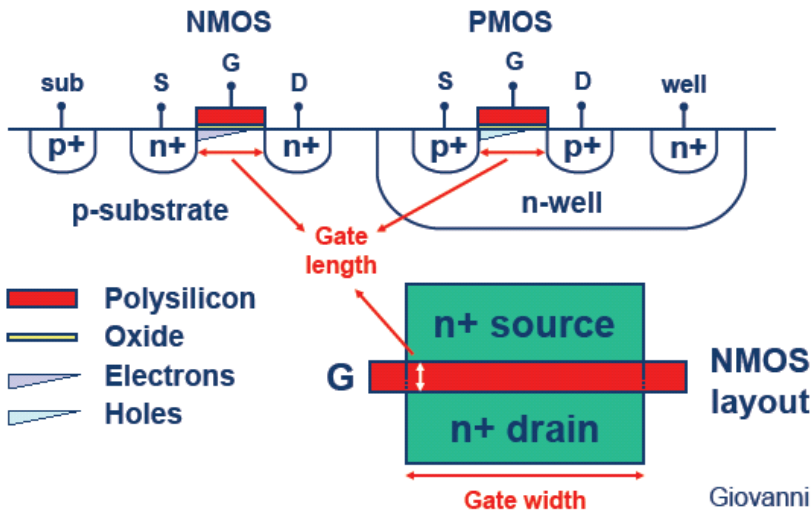 NMOS
PMOS
sub
S
G
D
S
G
D
well
p+
n+
n+
p+
p+
n+
p-substrate
n-well
Gate
length
Polysilicon
Oxide
Electrons
Holes
n+ source
G
n+ drain
NMOS
layout
Gate width
Giovanni